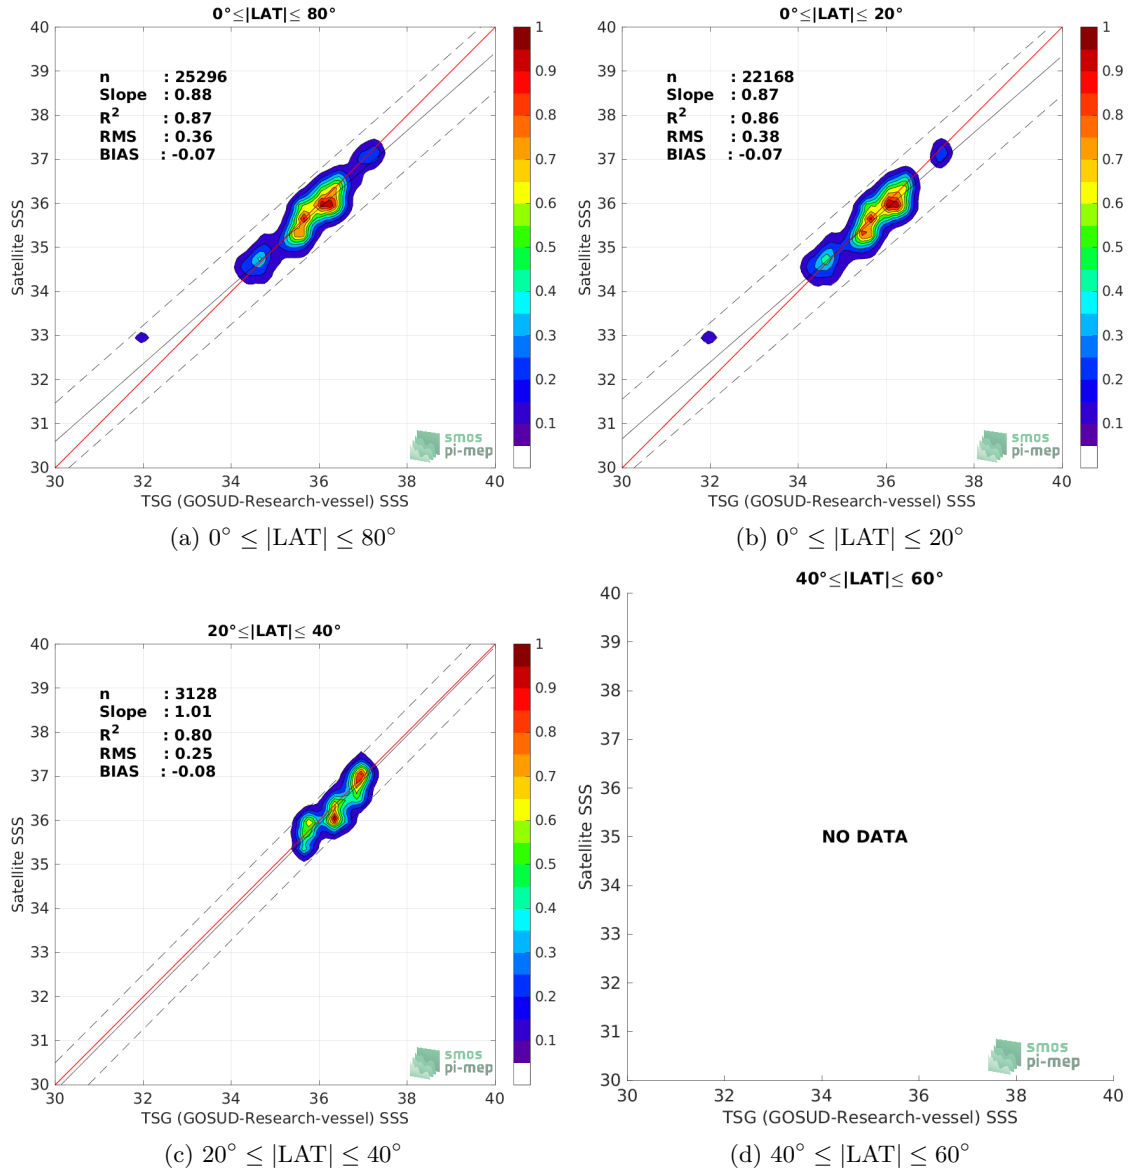 0°≤|LAT|≤ 80°
n : 25296
Slope : 0.88
R² : 0.87
RMS : 0.36
BIAS : -0.07
40
39
38
37
36
35
34
33
32
31
30
30 32 34 36 38 40
Satellite SSS
TSG (GOSUD-Research-vessel) SSS
1
0.9
0.8
0.7
0.6
0.5
0.4
0.3
0.2
0.1
smos
pi-mep
(a) 0° ≤ |LAT| ≤ 80°
0°≤|LAT|≤ 20°
n : 22168
Slope : 0.87
R² : 0.86
RMS : 0.38
BIAS : -0.07
40
39
38
37
36
35
34
33
32
31
30
30 32 34 36 38 40
Satellite SSS
TSG (GOSUD-Research-vessel) SSS
1
0.9
0.8
0.7
0.6
0.5
0.4
0.3
0.2
0.1
smos
pi-mep
(b) 0° ≤ |LAT| ≤ 20°
20°≤|LAT|≤ 40°
n : 3128
Slope : 1.01
R² : 0.80
RMS : 0.25
BIAS : -0.08
40
39
38
37
36
35
34
33
32
31
30
30 32 34 36 38 40
Satellite SSS
TSG (GOSUD-Research-vessel) SSS
1
0.9
0.8
0.7
0.6
0.5
0.4
0.3
0.2
0.1
smos
pi-mep
(c) 20° ≤ |LAT| ≤ 40°
40°≤|LAT|≤ 60°
40
39
38
37
36
35
34
33
32
31
30
30 32 34 36 38 40
Satellite SSS
NO DATA
TSG (GOSUD-Research-vessel) SSS
smos
pi-mep
(d) 40° ≤ |LAT| ≤ 60°